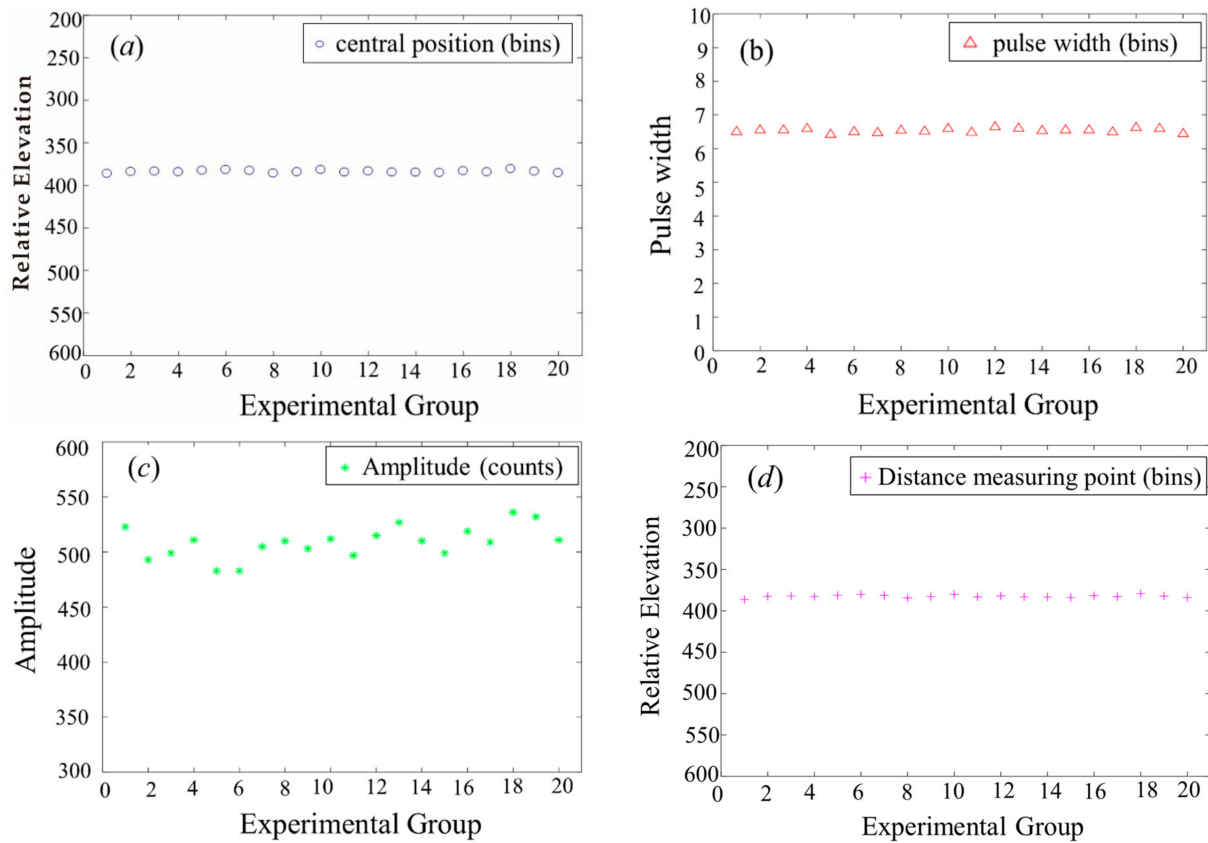 (a)
central position (bins)
200
250
300
350
400
450
500
550
600
Relative Elevation
0 2 4 6 8 10 12 14 16 18 20
Experimental Group
(b)
pulse width (bins)
10
9
8
7
6
5
4
3
2
1
0
Pulse width
0 2 4 6 8 10 12 14 16 18 20
Experimental Group
(c)
Amplitude (counts)
600
550
500
450
400
350
300
Amplitude
0 2 4 6 8 10 12 14 16 18 20
Experimental Group
(d)
Distance measuring point (bins)
200
250
300
350
400
450
500
550
600
Relative Elevation
0 2 4 6 8 10 12 14 16 18 20
Experimental Group